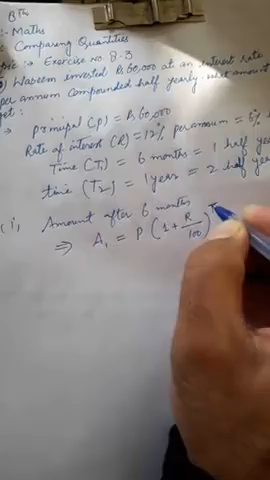 8th
:- Maths
:- Comparing Quantities
:- Exercise No 8.3
Waseem invested Rs 60,000 at an interest rate
per annum compounded half yearly. what amount
Principal (P) = Rs 60,000
Rate of interest (R) = 12% per annum = 6%
Time (T1) = 6 months = 1 half
time (T2) = 1 year = 2 half
(i) Amount after 6 months
⇒ A1 = P (1 + R/100)